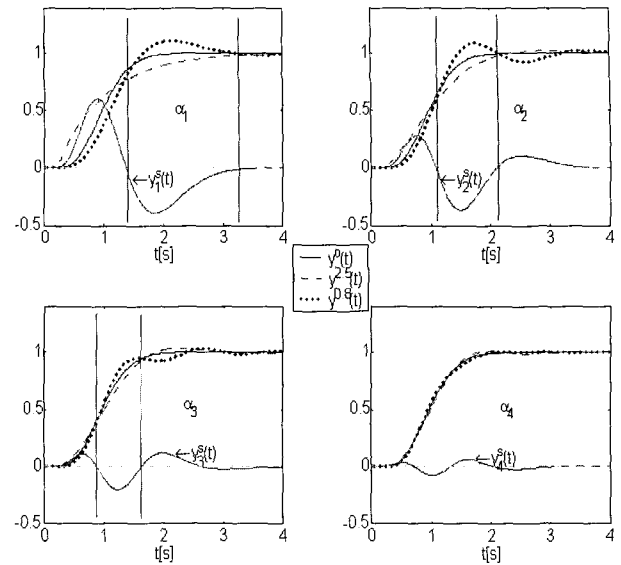 1
0.5
0
-0.5
α1
←y1s(t)
0 1 2 3 4
t[s]
1
0.5
0
-0.5
α2
←y2s(t)
0 1 2 3 4
t[s]
y0(t)
y2.5(t)
y0.8(t)
1
0.5
0
-0.5
α3
←y3s(t)
0 1 2 3 4
t[s]
1
0.5
0
-0.5
α4
←y4s(t)
0 1 2 3 4
t[s]